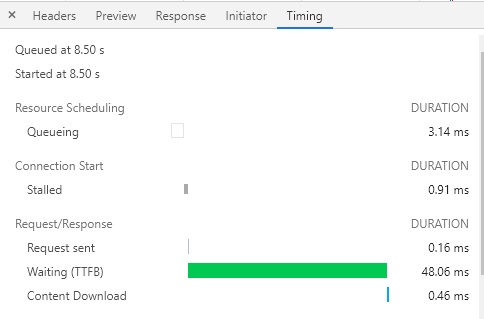 × Headers Preview Response Initiator Timing
Queued at 8.50 s
Started at 8.50 s
Resource Scheduling DURATION
Queueing 3.14 ms
Connection Start DURATION
Stalled 0.91 ms
Request/Response DURATION
Request sent 0.16 ms
Waiting (TTFB) 48.06 ms
Content Download 0.46 ms